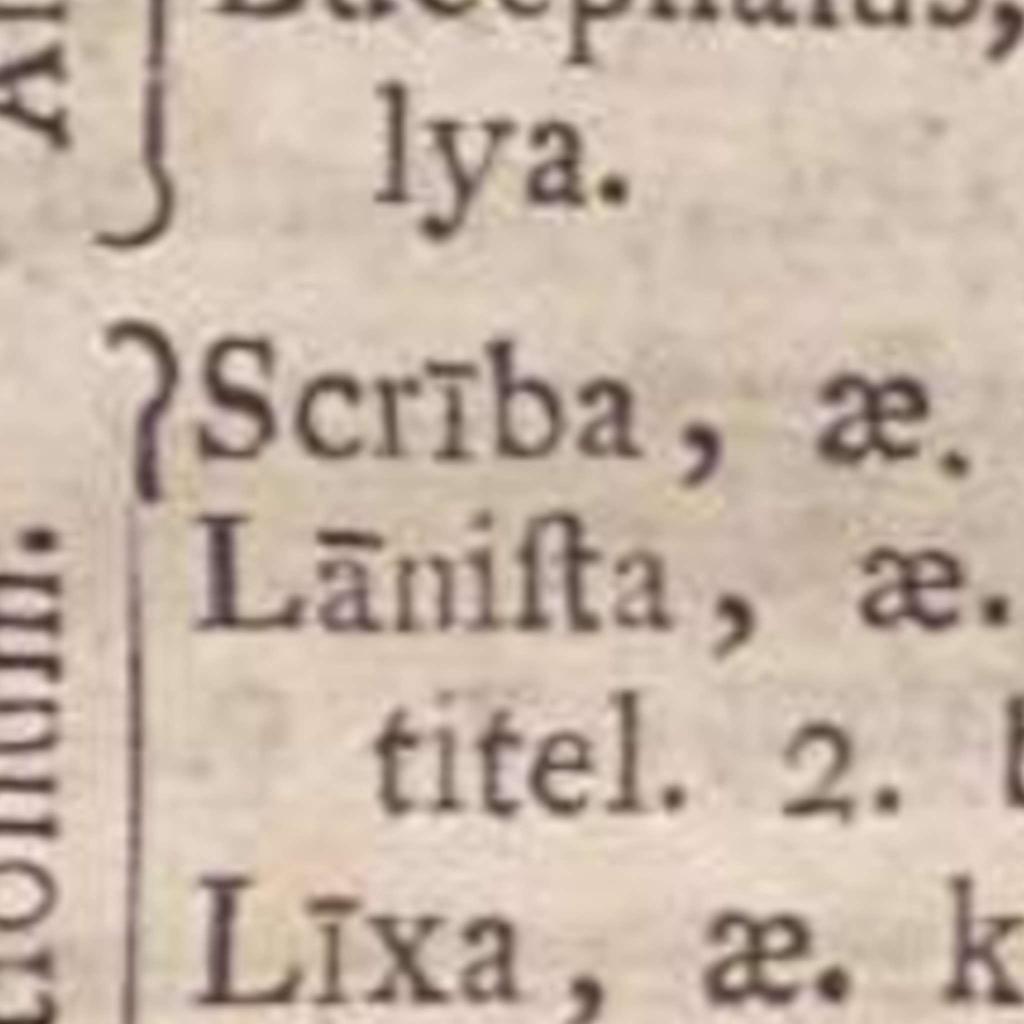 lya.
Scrība, æ.
Lāniſta, æ.
titel. 2.
Līxa, æ. k